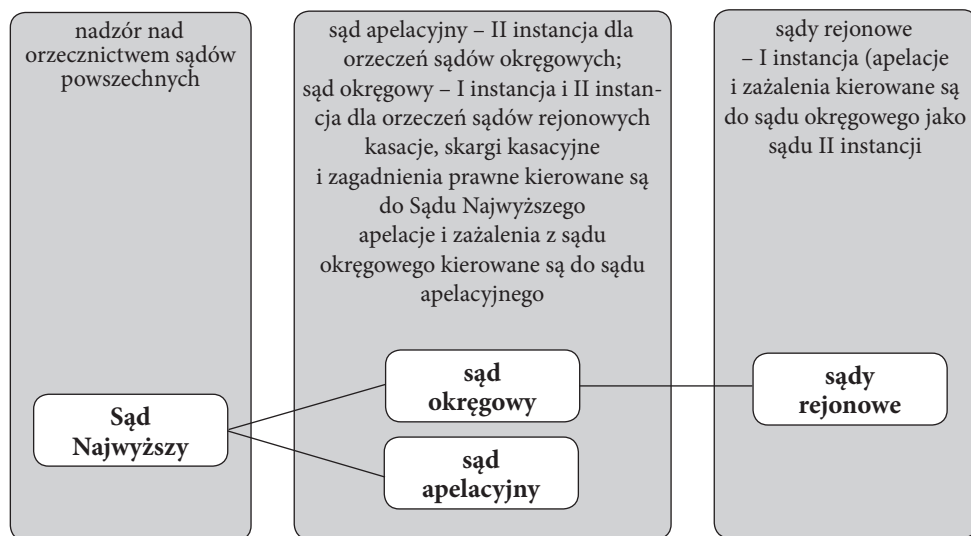 nadzór nad
orzecznictwem sądów
powszechnych
sąd apelacyjny – II instancja dla
orzeczeń sądów okręgowych;
sąd okręgowy – I instancja i II instan-
cja dla orzeczeń sądów rejonowych
kasacje, skargi kasacyjne
i zagadnienia prawne kierowane są
do Sądu Najwyższego
apelacje i zażalenia z sądu
okręgowego kierowane są do sądu
apelacyjnego
sądy rejonowe
– I instancja (apelacje
i zażalenia kierowane są
do sądu okręgowego jako
sądu II instancji
Sąd
Najwyższy
sąd
okręgowy
sąd
apelacyjny
sądy
rejonowe